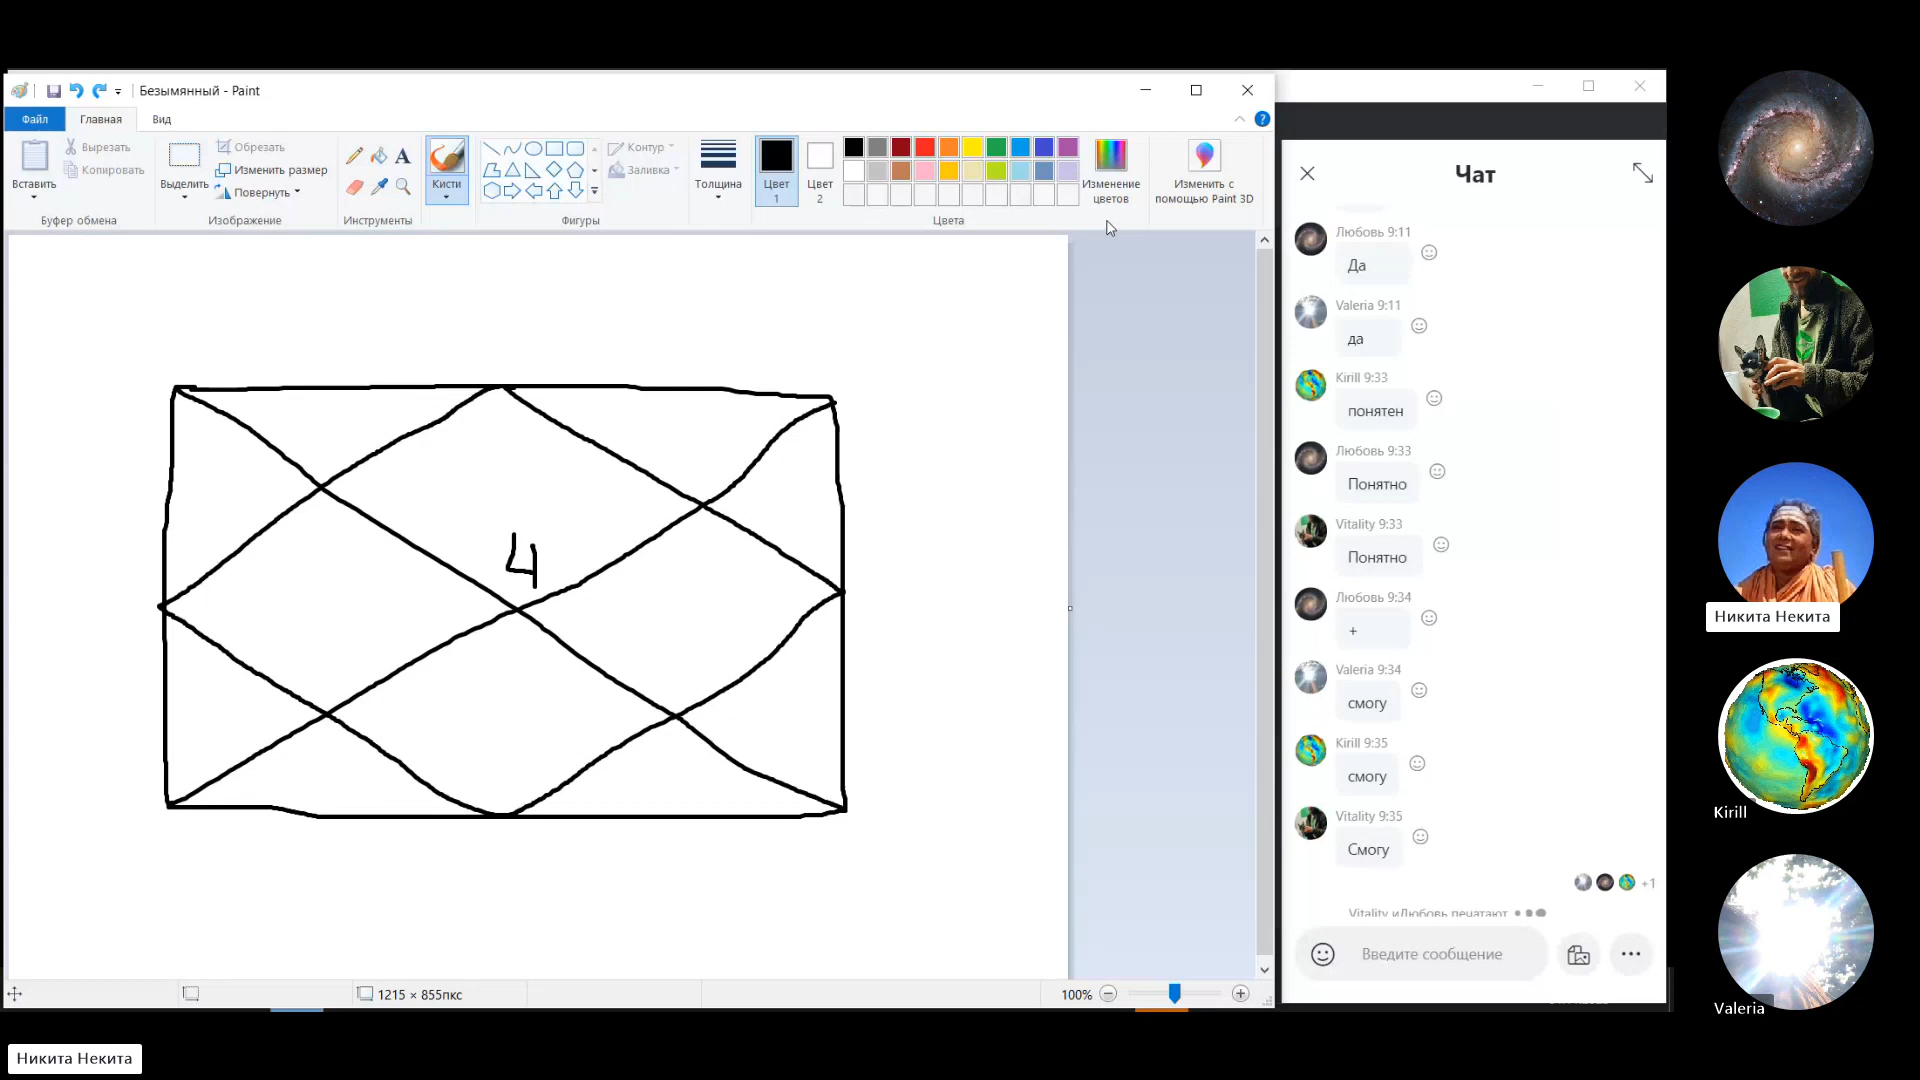 Безымянный - Paint
Файл
Главная
Вид
Вставить
Вырезать
Копировать
Буфер обмена
Выделить
Обрезать
Изменить размер
Повернуть
Изображение
A
Инструменты
Кисти
Контур
Заливка
Фигуры
Толщина
Цвет
1
Цвет
2
Изменение
цветов
Цвета
Изменить с
помощью Paint 3D
?
4
1215 × 855пкс
100%
Чат
Любовь 9:11
Да
Valeria 9:11
да
Kirill 9:33
понятен
Любовь 9:33
Понятно
Vitality 9:33
Понятно
Любовь 9:34
+
Valeria 9:34
смогу
Kirill 9:35
смогу
Vitality 9:35
Смогу
+1
Vitality иЛюбовь печатают
Введите сообщение
Никита Некита
Kirill
Valeria
Никита Некита